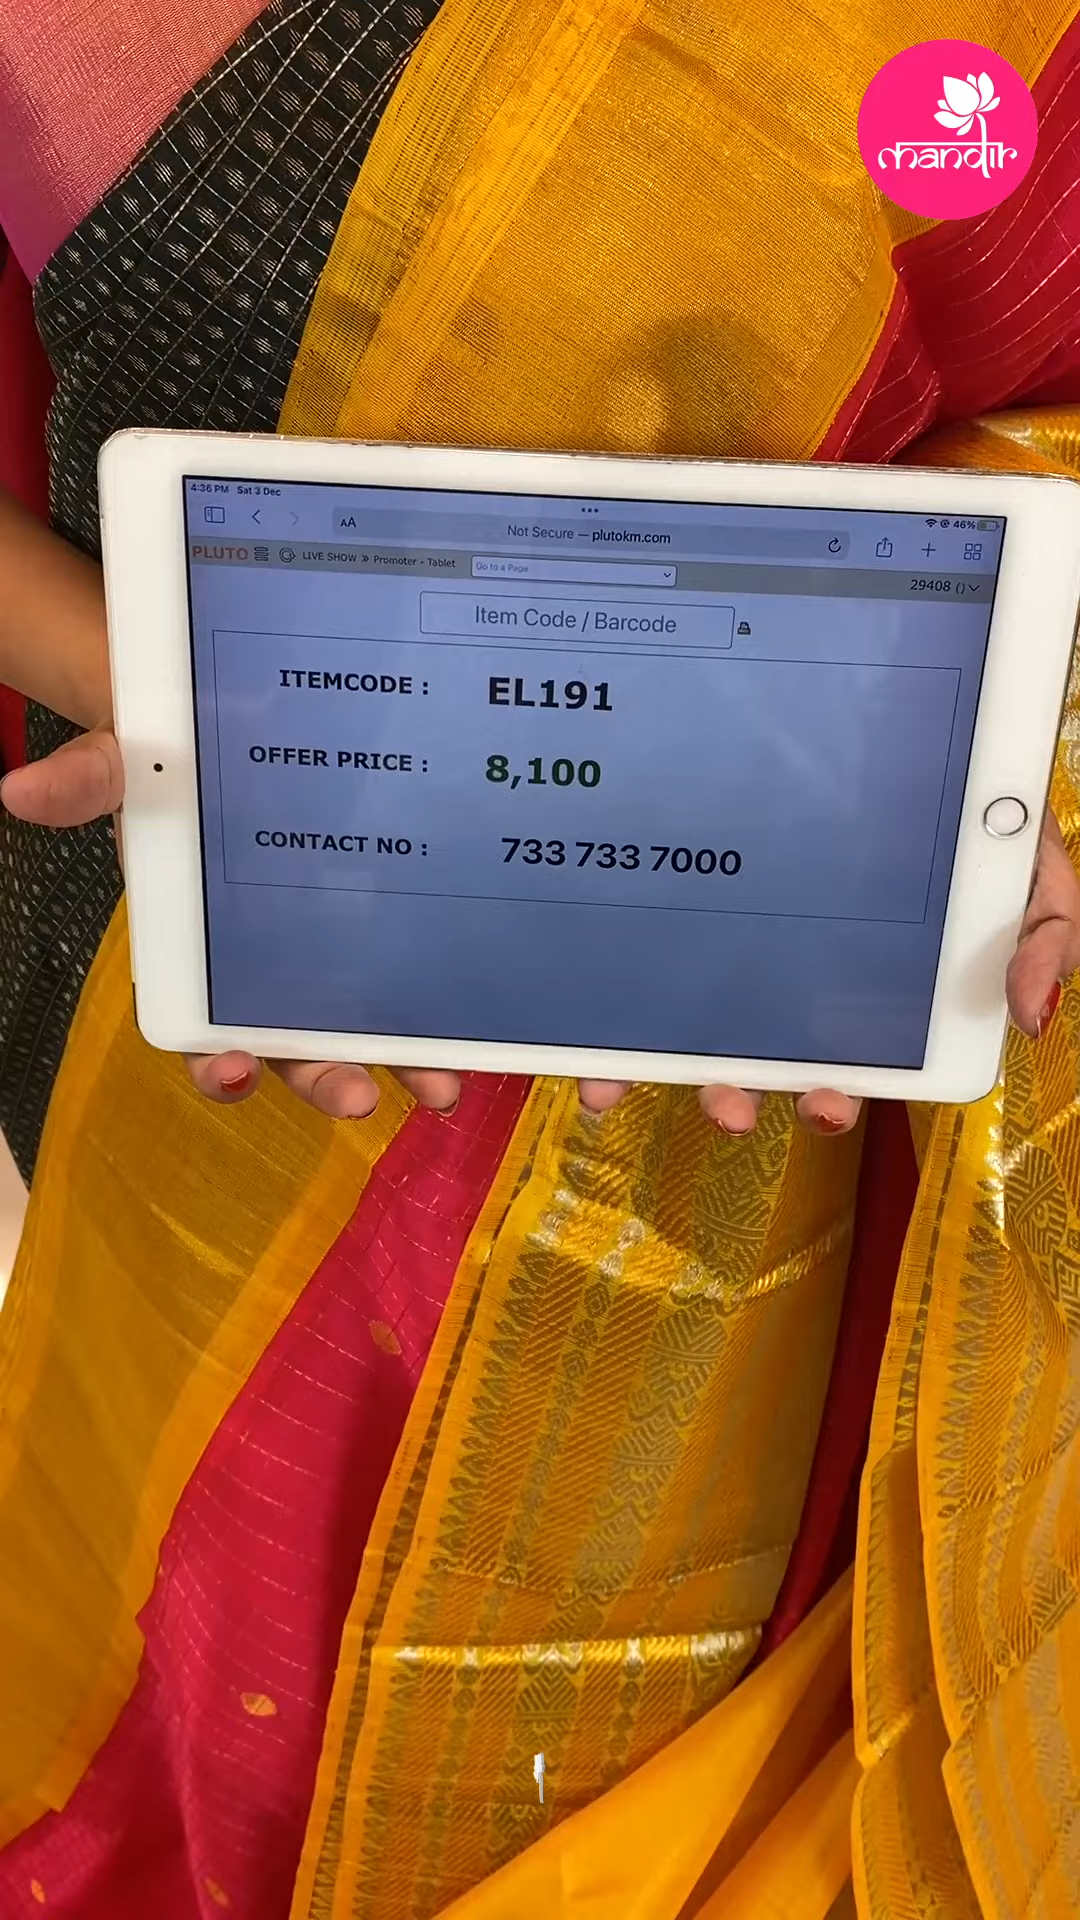 mandir
4:36 PM Sat 3 Dec
46%
AA
Not Secure — plutokm.com
PLUTO
LIVE SHOW » Promoter - Tablet
Go to a Page
29408 ()
Item Code / Barcode
ITEMCODE : EL191
OFFER PRICE : 8,100
CONTACT NO : 733 733 7000